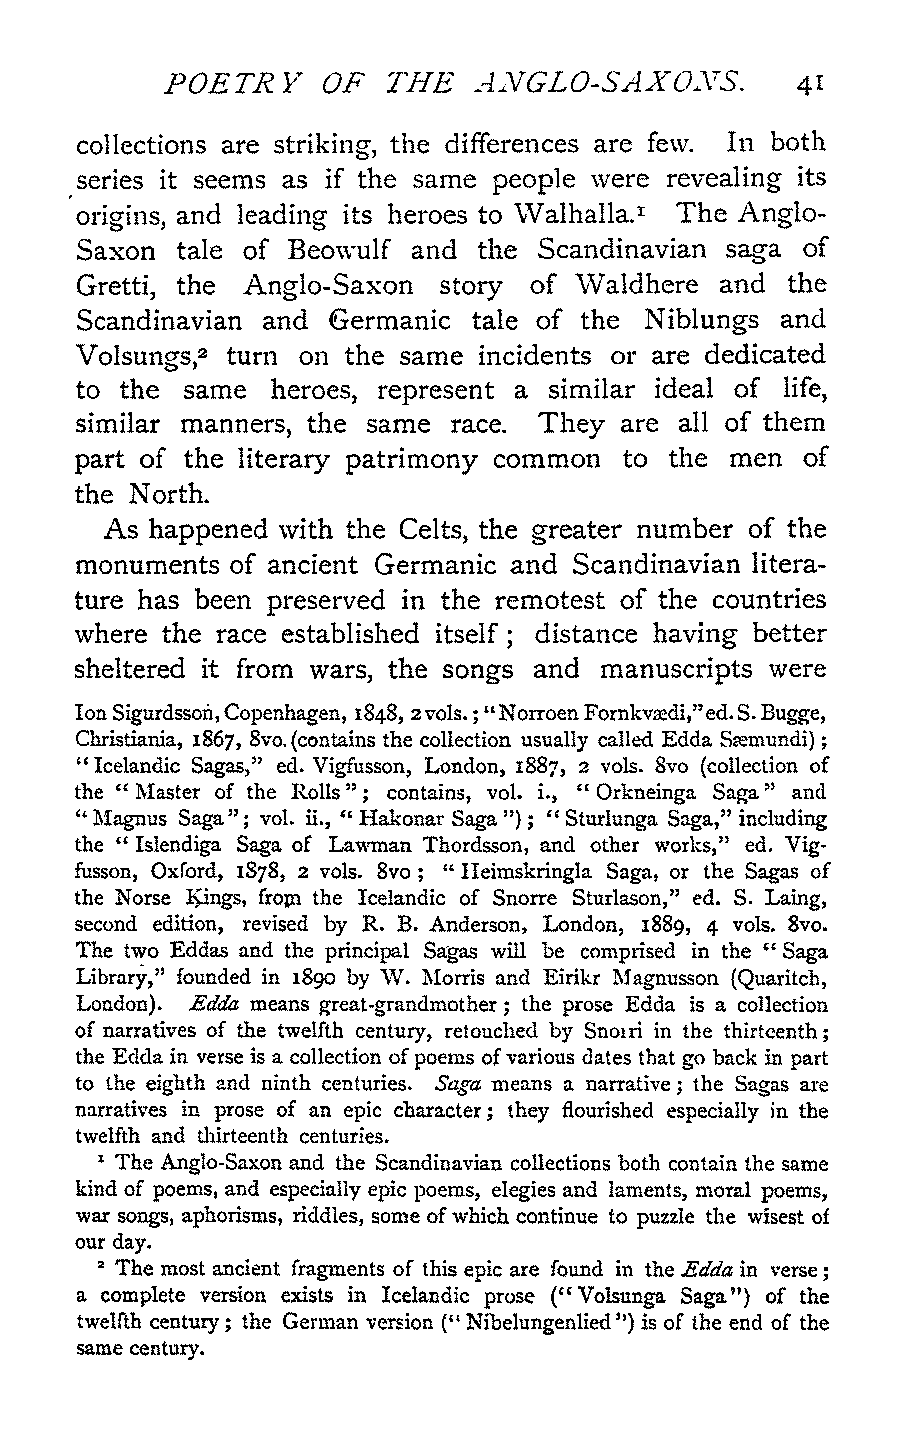 POETRY OF THE ANGLO-SAXONS. 41
collections are striking, the differences are few. In both
series it seems as if the same people were revealing its
origins, and leading its heroes to Walhalla.¹ The Anglo-
Saxon tale of Beowulf and the Scandinavian saga of
Gretti, the Anglo-Saxon story of Waldhere and the
Scandinavian and Germanic tale of the Niblungs and
Volsungs,² turn on the same incidents or are dedicated
to the same heroes, represent a similar ideal of life,
similar manners, the same race. They are all of them
part of the literary patrimony common to the men of
the North.
As happened with the Celts, the greater number of the
monuments of ancient Germanic and Scandinavian litera-
ture has been preserved in the remotest of the countries
where the race established itself ; distance having better
sheltered it from wars, the songs and manuscripts were
Ion Sigurdsson, Copenhagen, 1848, 2 vols. ; "Norroen Fornkvædi," ed. S. Bugge,
Christiania, 1867, 8vo. (contains the collection usually called Edda Sæmundi) ;
"Icelandic Sagas," ed. Vigfusson, London, 1887, 2 vols. 8vo (collection of
the "Master of the Rolls" ; contains, vol. i., "Orkneinga Saga" and
"Magnus Saga" ; vol. ii., "Hakonar Saga") ; "Sturlunga Saga," including
the "Islendiga Saga of Lawman Thordsson, and other works," ed. Vig-
fusson, Oxford, 1878, 2 vols. 8vo ; "Heimskringla Saga, or the Sagas of
the Norse Kings, from the Icelandic of Snorre Sturlason," ed. S. Laing,
second edition, revised by R. B. Anderson, London, 1889, 4 vols. 8vo.
The two Eddas and the principal Sagas will be comprised in the "Saga
Library," founded in 1890 by W. Morris and Eirikr Magnusson (Quaritch,
London). Edda means great-grandmother ; the prose Edda is a collection
of narratives of the twelfth century, retouched by Snorri in the thirteenth ;
the Edda in verse is a collection of poems of various dates that go back in part
to the eighth and ninth centuries. Saga means a narrative ; the Sagas are
narratives in prose of an epic character ; they flourished especially in the
twelfth and thirteenth centuries.
¹ The Anglo-Saxon and the Scandinavian collections both contain the same
kind of poems, and especially epic poems, elegies and laments, moral poems,
war songs, aphorisms, riddles, some of which continue to puzzle the wisest of
our day.
² The most ancient fragments of this epic are found in the Edda in verse ;
a complete version exists in Icelandic prose ("Volsunga Saga") of the
twelfth century ; the German version ("Nibelungenlied") is of the end of the
same century.